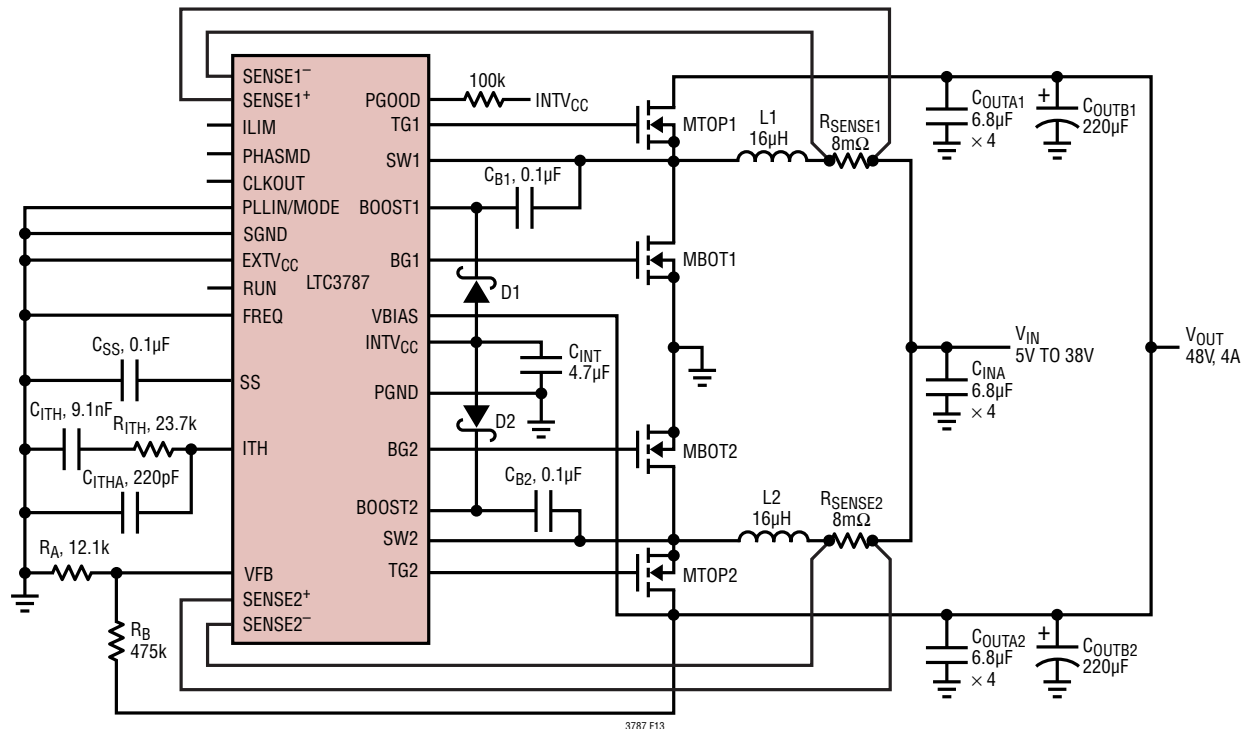 SENSE1–
SENSE1+
ILIM
PHASMD
CLKOUT
PLLIN/MODE
SGND
EXTVCC
RUN
FREQ
SS
ITH
VFB
SENSE2+
SENSE2–
LTC3787
PGOOD
TG1
SW1
BOOST1
BG1
VBIAS
INTVCC
PGND
BG2
BOOST2
SW2
TG2
100k
INTVCC
CB1, 0.1µF
D1
CINT
4.7µF
D2
CB2, 0.1µF
CSS, 0.1µF
CITH, 9.1nF
RITH, 23.7k
CITHA, 220pF
RA, 12.1k
RB
475k
MTOP1
MBOT1
MBOT2
MTOP2
L1
16µH
RSENSE1
8mΩ
L2
16µH
RSENSE2
8mΩ
COUTA1
6.8µF
× 4
+
COUTB1
220µF
VIN
5V TO 38V
CINA
6.8µF
× 4
VOUT
48V, 4A
COUTA2
6.8µF
× 4
+
COUTB2
220µF
3787 F13